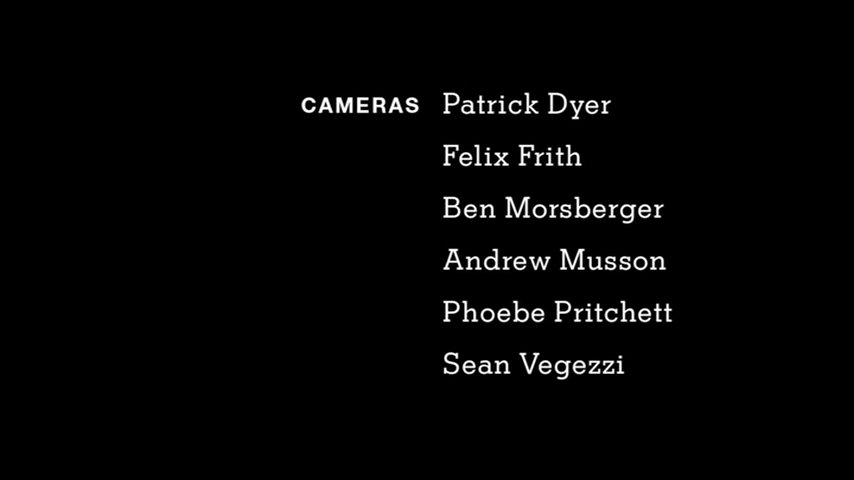 CAMERAS Patrick Dyer
Felix Frith
Ben Morsberger
Andrew Musson
Phoebe Pritchett
Sean Vegezzi